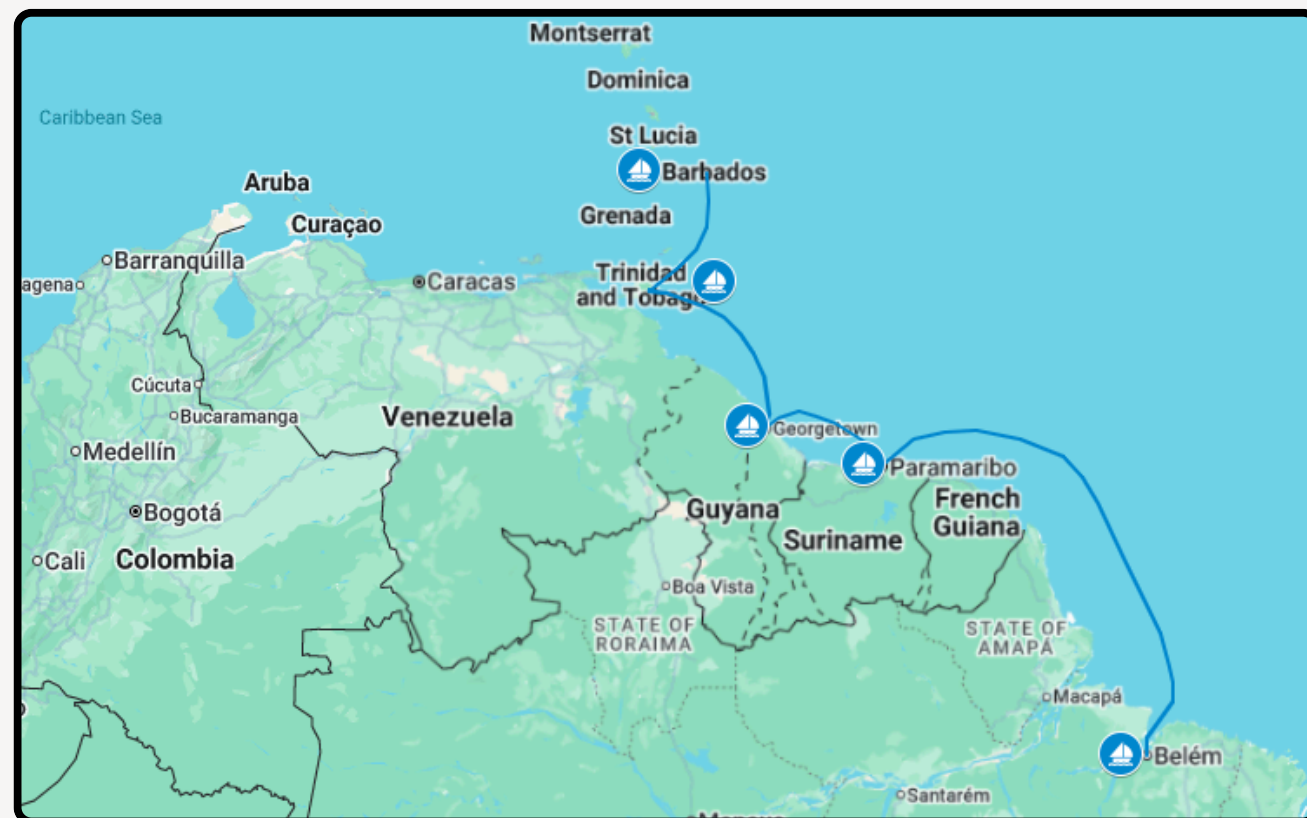 Montserrat
Dominica
Caribbean Sea
St Lucia
Barbados
Aruba
Grenada
Curaçao
Barranquilla
Trinidad
and Tobag
agena
Caracas
Cúcuta
Bucaramanga
Venezuela
Georgetown
Medellín
Paramaribo
Bogotá
Guyana
French
Guiana
Suriname
Cali
Colombia
Boa Vista
STATE OF
RORAIMA
STATE OF
AMAPÁ
Macapá
Belém
Santarém